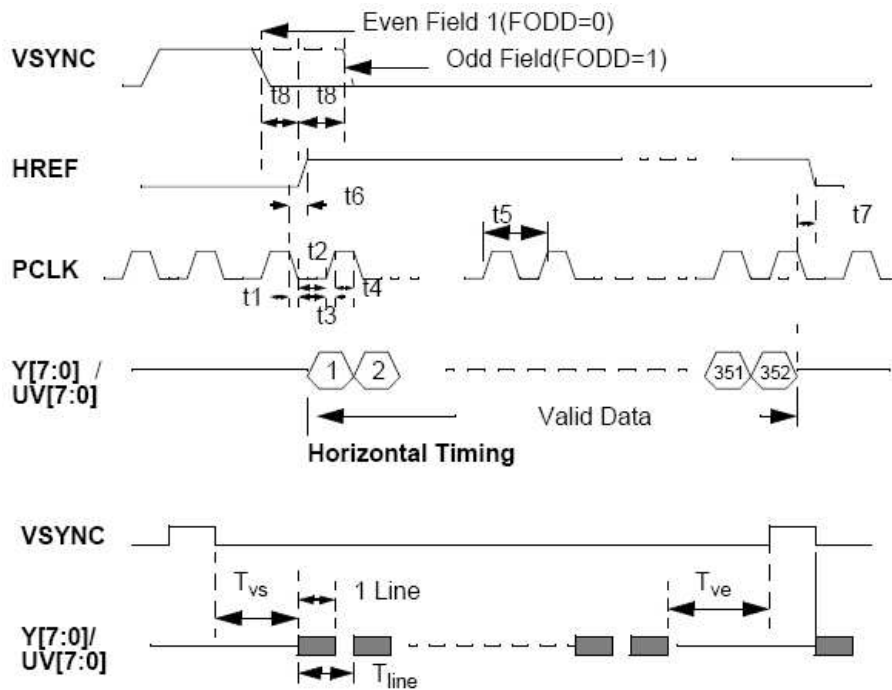 Even Field 1(FODD=0)
VSYNC
Odd Field(FODD=1)
t8 t8
HREF
t6
t5
t7
t2
PCLK
t1
t4
t3
Y[7:0] /
UV[7:0]
1 2 351 352
Valid Data
Horizontal Timing
VSYNC
Tvs
1 Line
Tve
Y[7:0]/
UV[7:0]
Tline